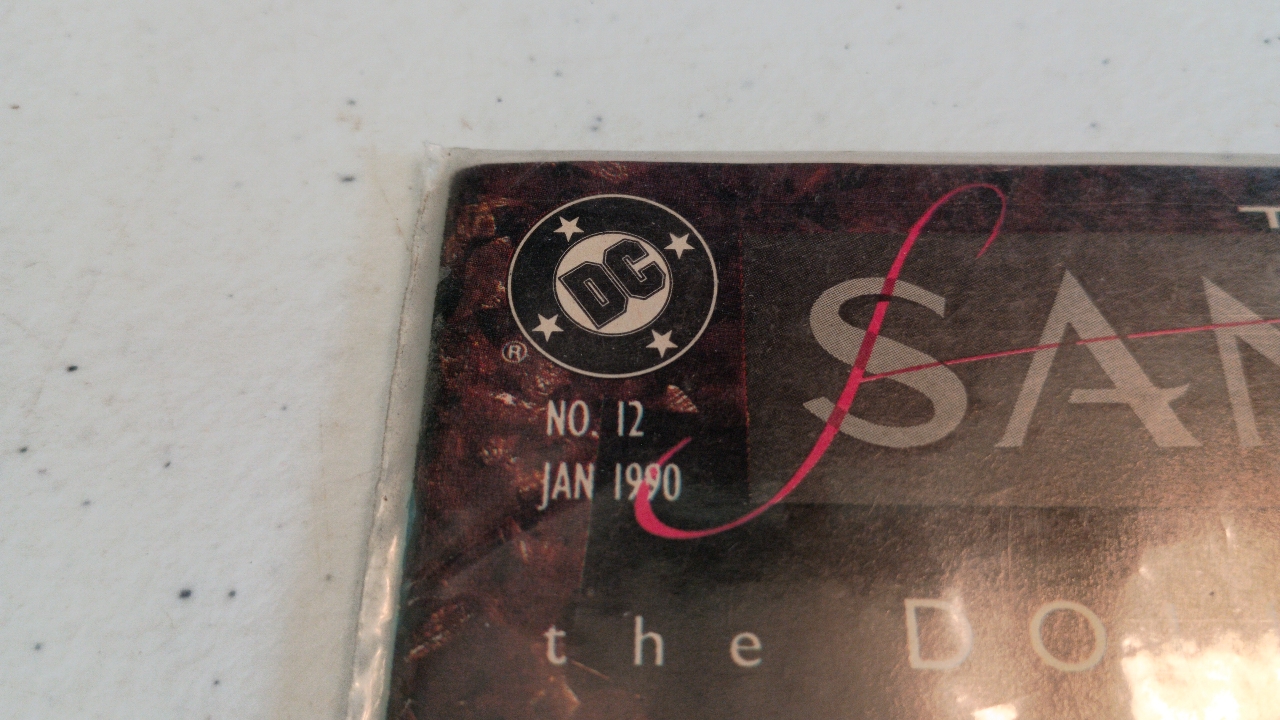 DC
®
NO. 12
JAN 1990
T
SAN
the DO